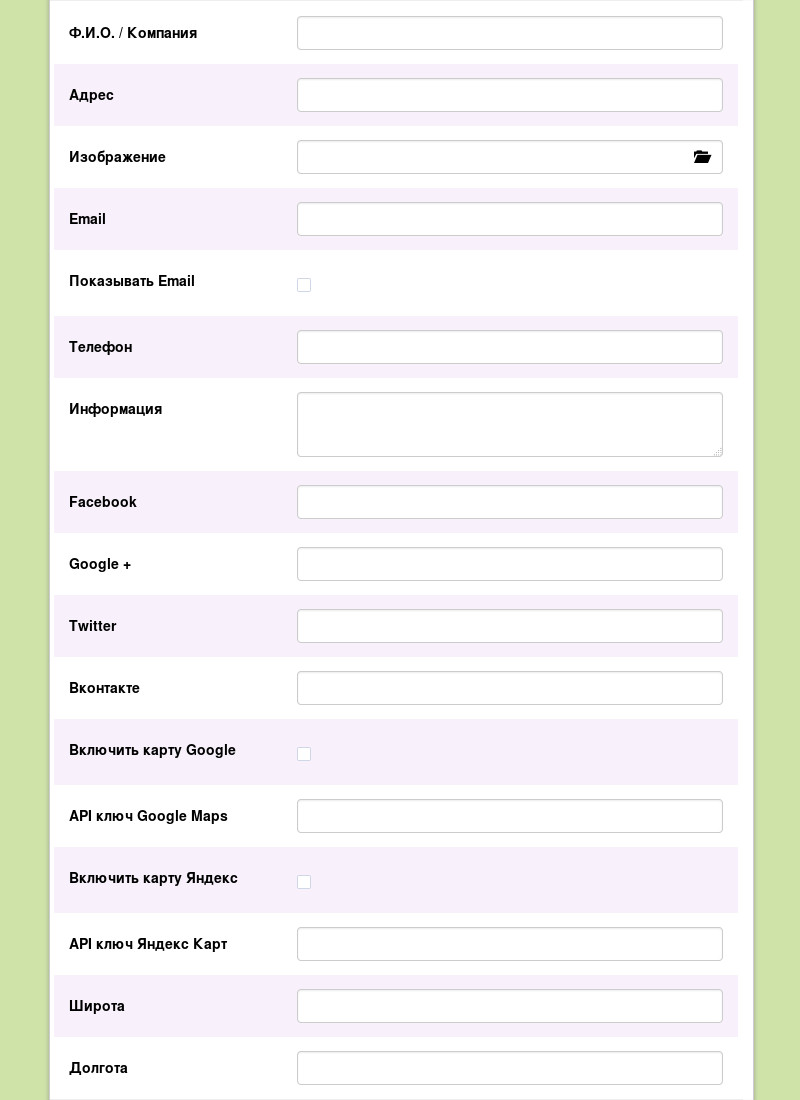 Ф.И.О. / Компания
Адрес
Изображение
Email
Показывать Email
Телефон
Информация
Facebook
Google +
Twitter
Вконтакте
Включить карту Google
API ключ Google Maps
Включить карту Яндекс
API ключ Яндекс Карт
Широта
Долгота